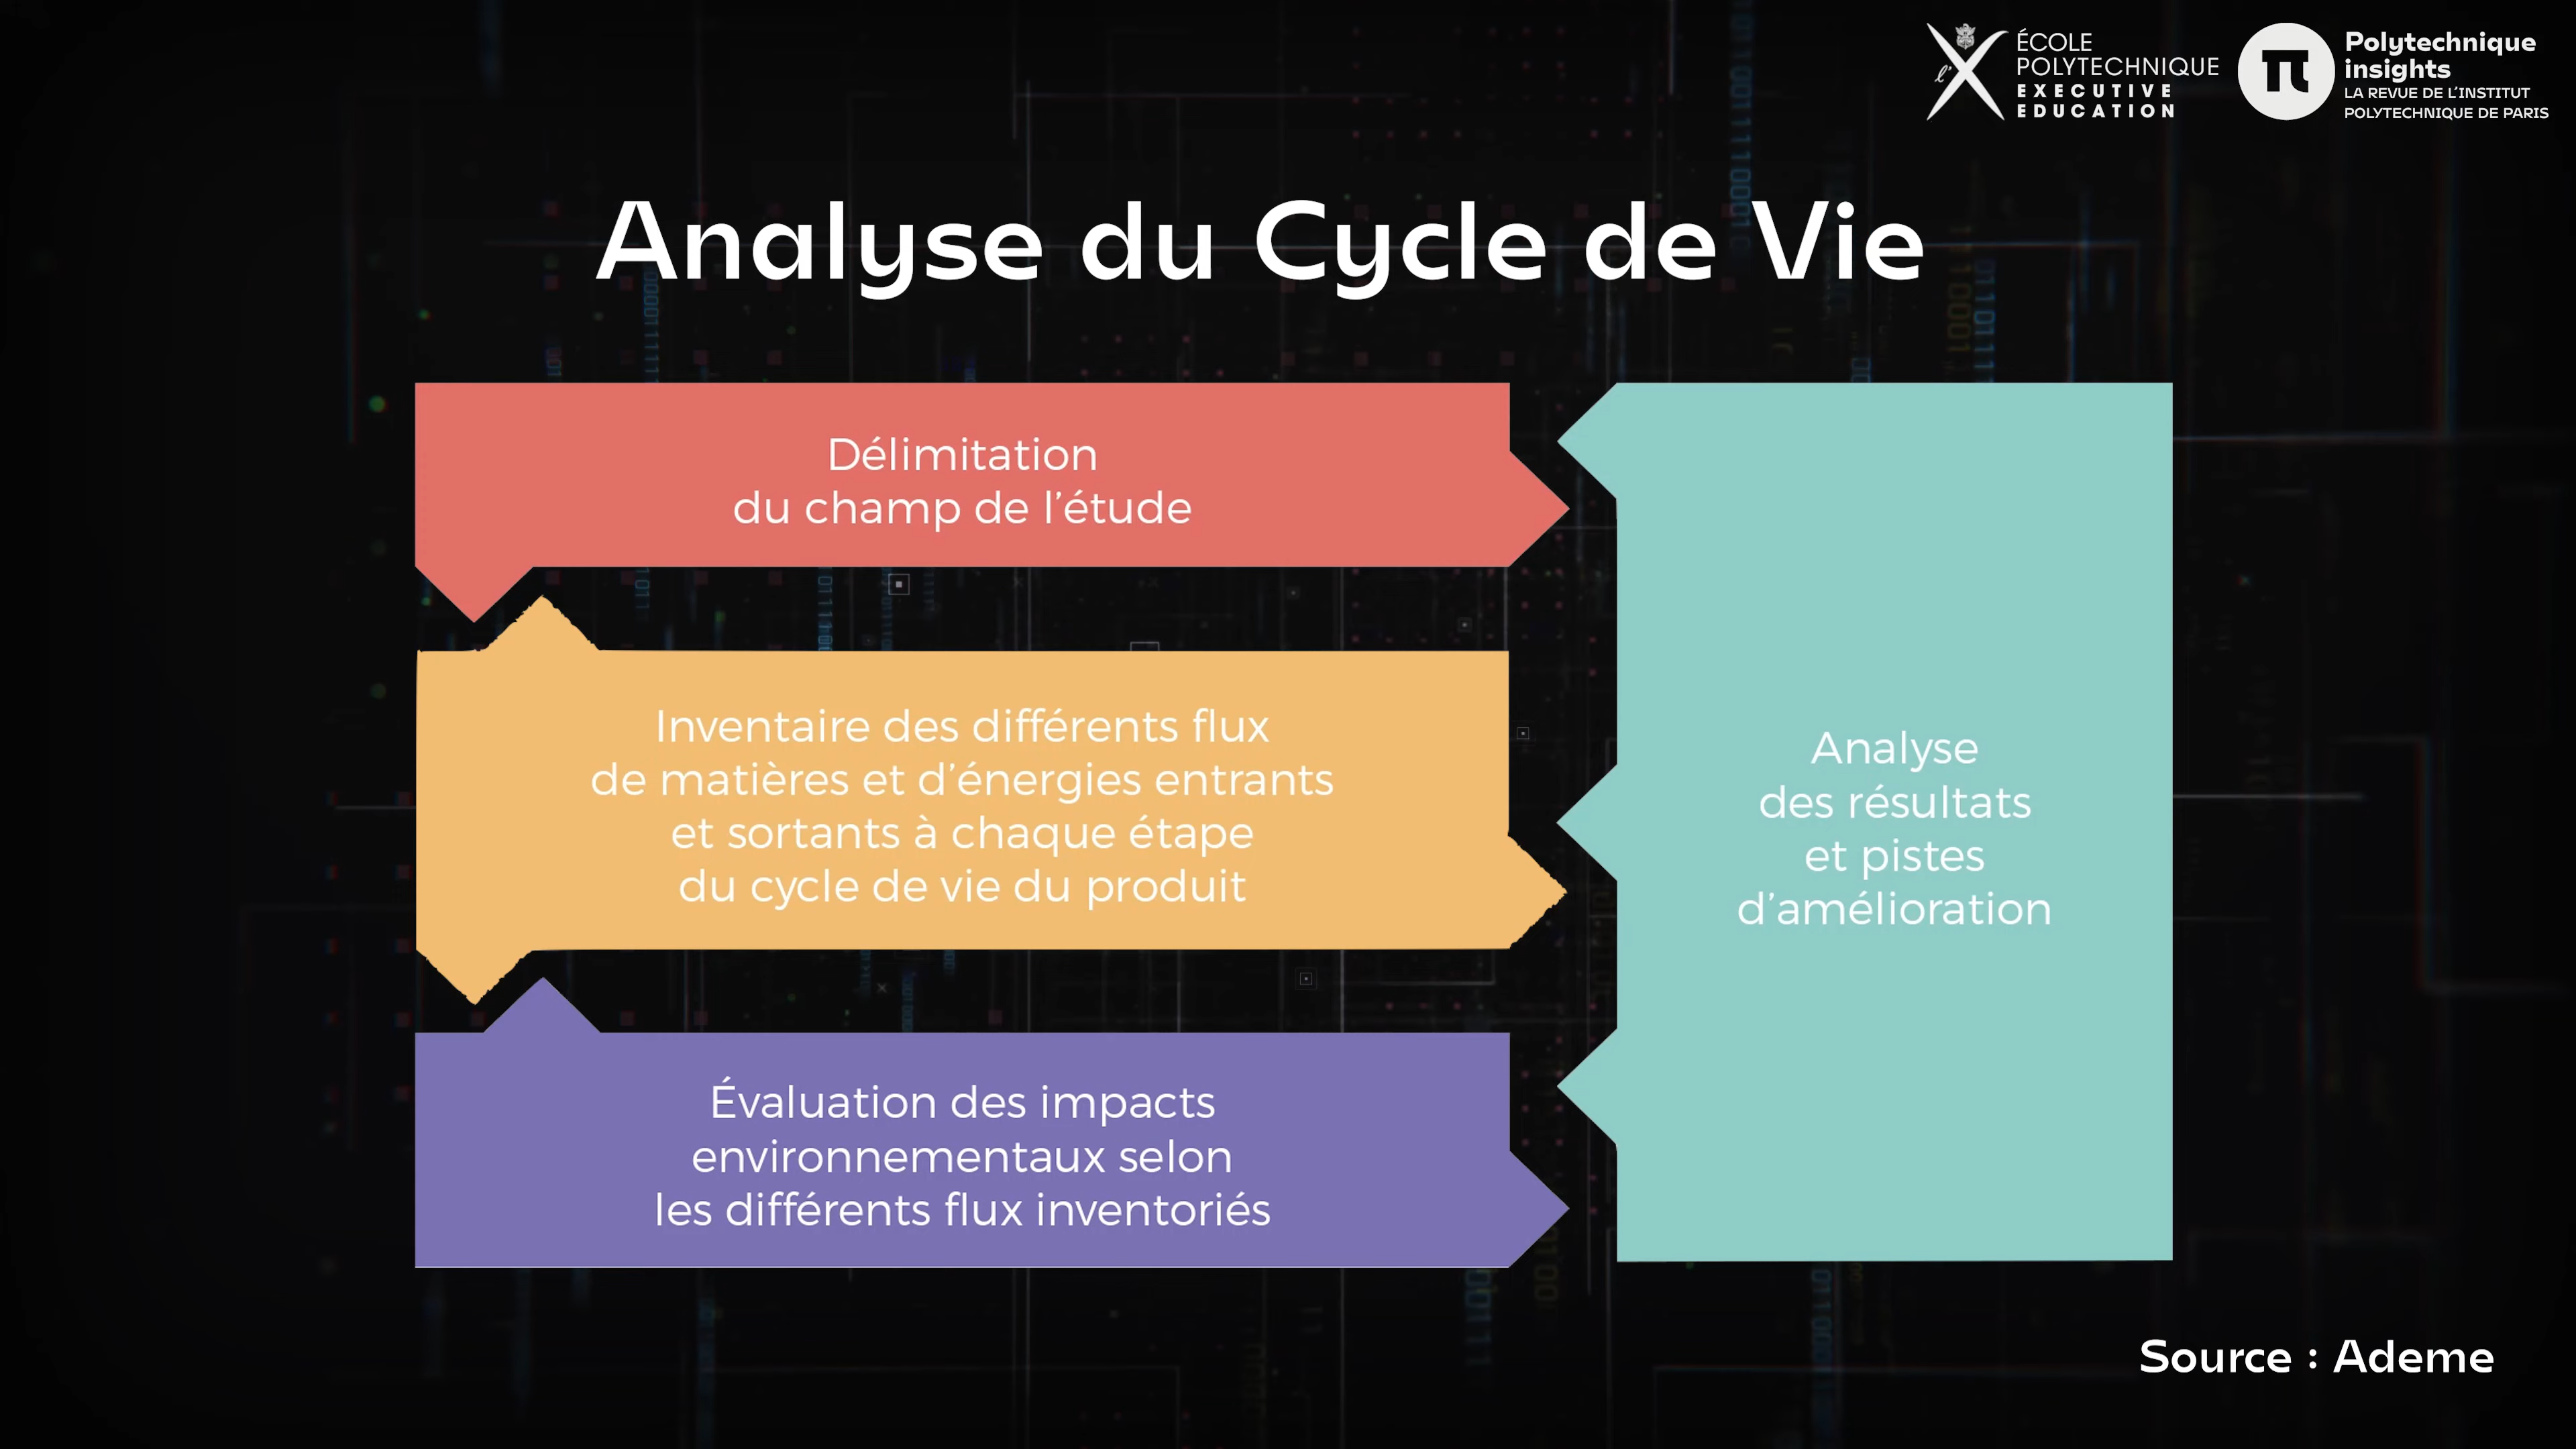 ÉCOLE
POLYTECHNIQUE
EXECUTIVE
EDUCATION
Polytechnique
insights
LA REVUE DE L'INSTITUT
POLYTECHNIQUE DE PARIS
Analyse du Cycle de Vie
Délimitation
du champ de l'étude
Inventaire des différents flux
de matières et d'énergies entrants
et sortants à chaque étape
du cycle de vie du produit
Évaluation des impacts
environnementaux selon
les différents flux inventoriés
Analyse
des résultats
et pistes
d'amélioration
Source : Ademe